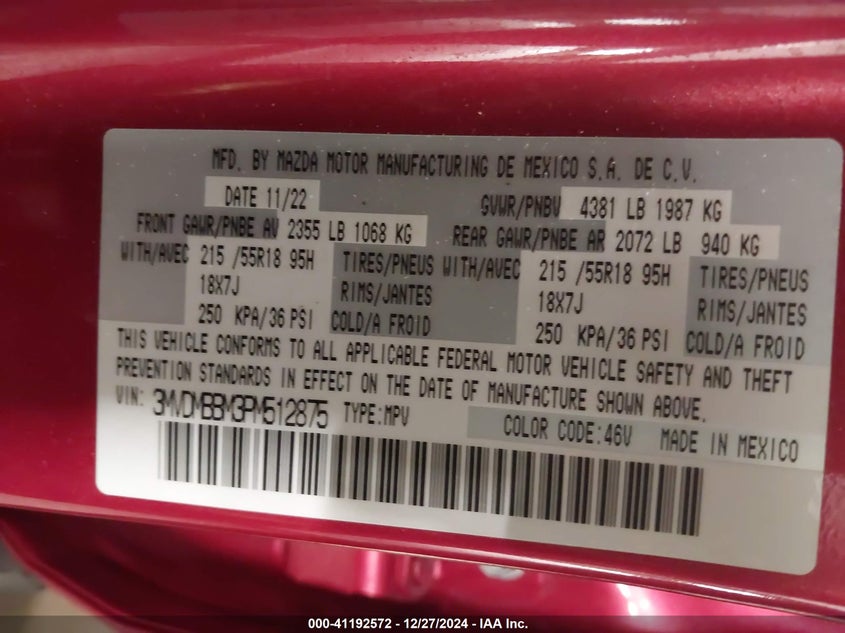 MFD. BY MAZDA MOTOR MANUFACTURING DE MEXICO S.A. DE C.V.
DATE 11/22 GVWR/PNBV 4381 LB 1987 KG
FRONT GAWR/PNBE AV 2355 LB 1068 KG REAR GAWR/PNBE AR 2072 LB 940 KG
WITH/AVEC 215 /55R18 95H TIRES/PNEUS WITH/AVEC 215 /55R18 95H TIRES/PNEUS
18X7J RIMS/JANTES 18X7J RIMS/JANTES
250 KPA/36 PSI COLD/A FROID 250 KPA/36 PSI COLD/A FROID
THIS VEHICLE CONFORMS TO ALL APPLICABLE FEDERAL MOTOR VEHICLE SAFETY AND THEFT
PREVENTION STANDARDS IN EFFECT ON THE DATE OF MANUFACTURE SHOWN ABOVE.
VIN: 3MVDMBBM3PM512875 TYPE:MPV
COLOR CODE:46V MADE IN MEXICO
000-41192572 - 12/27/2024 - IAA Inc.